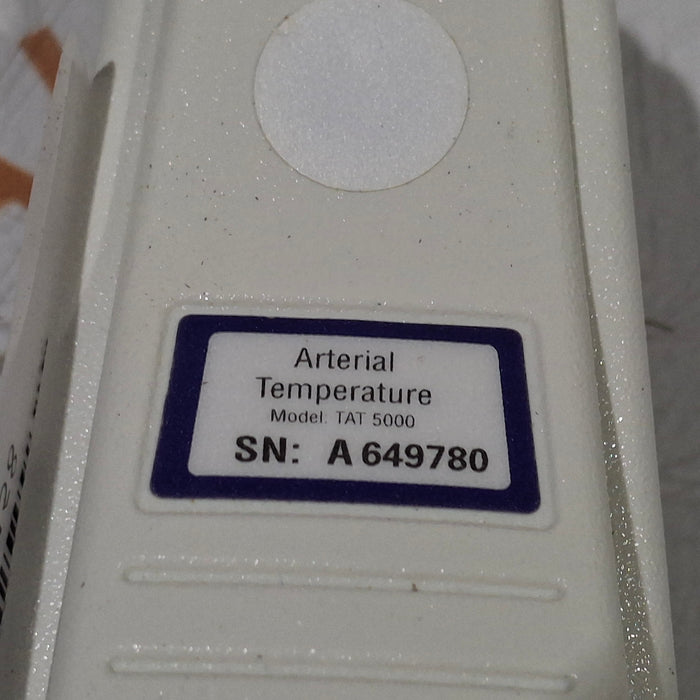 Arterial
Temperature
Model: TAT 5000
SN: A 649780